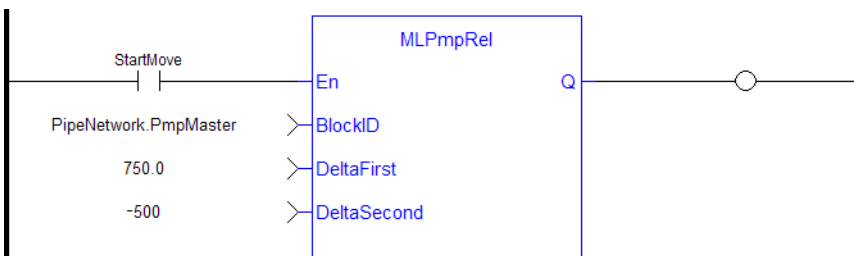 MLPmpRel
StartMove
En Q
PipeNetwork.PmpMaster BlockID
750.0 DeltaFirst
-500 DeltaSecond